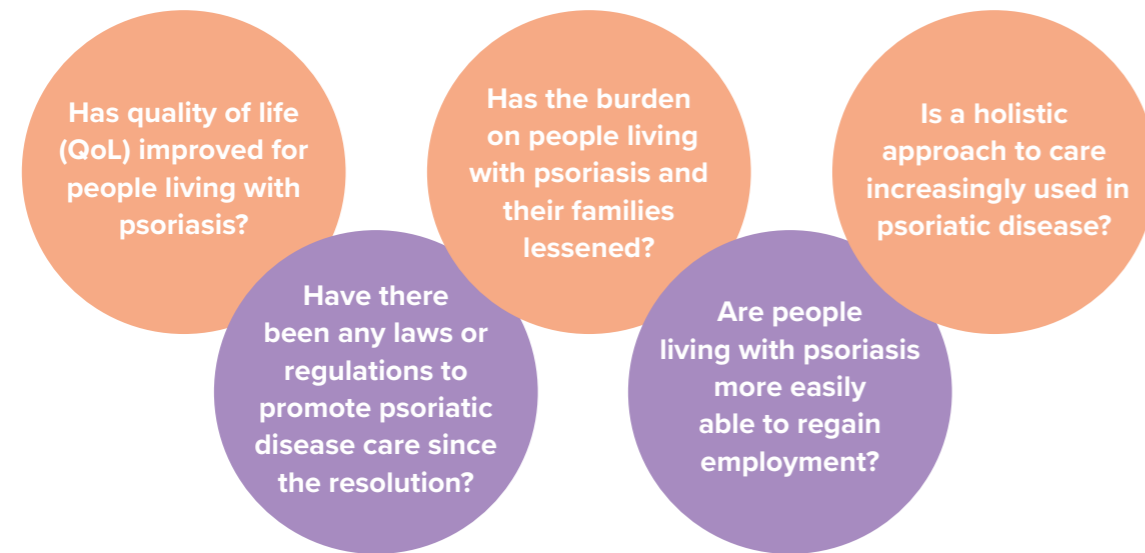 Has quality of life
(QoL) improved for
people living with
psoriasis?
Has the burden
on people living
with psoriasis and
their families
lessened?
Is a holistic
approach to care
increasingly used in
psoriatic disease?
Have there
been any laws or
regulations to
promote psoriatic
disease care since
the resolution?
Are people
living with psoriasis
more easily
able to regain
employment?